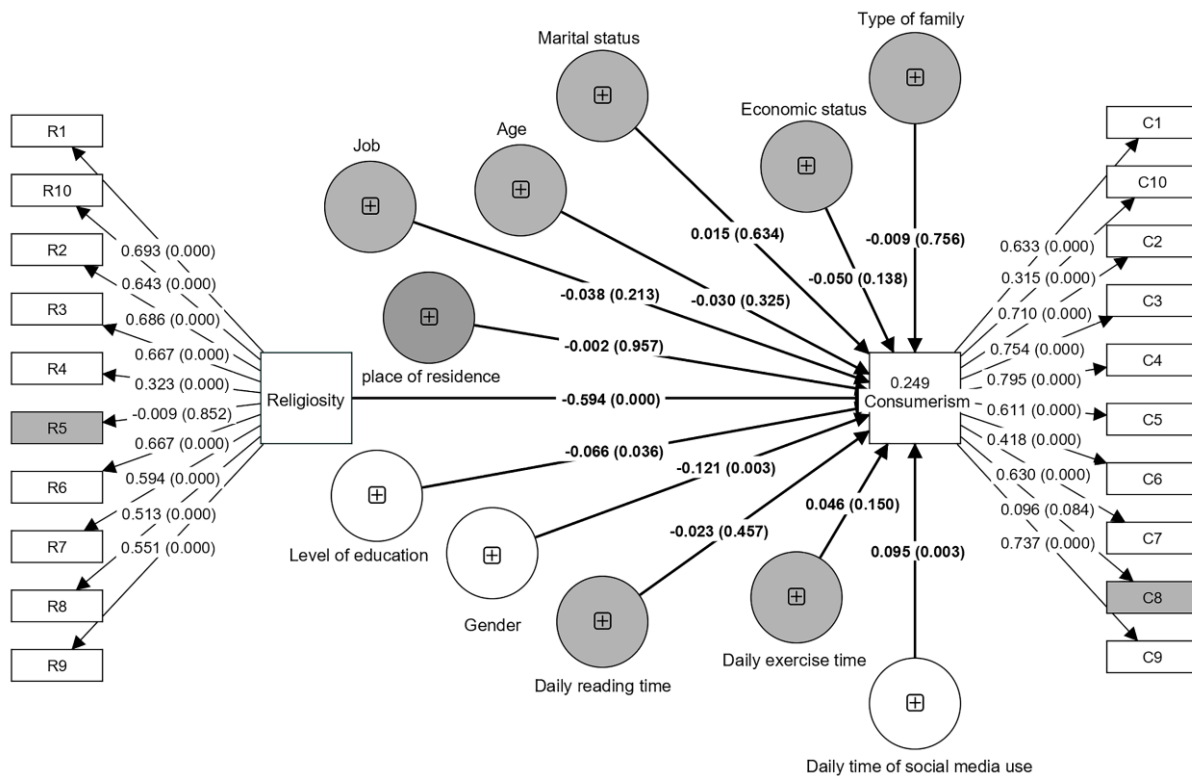 Type of family
Marital status
Economic status
Age
Job
R1
R10
R2
R3
R4
R5
R6
R7
R8
R9
0.693 (0.000)
0.643 (0.000)
0.686 (0.000)
0.667 (0.000)
0.323 (0.000)
-0.009 (0.852)
0.667 (0.000)
0.594 (0.000)
0.513 (0.000)
0.551 (0.000)
Religiosity
place of residence
Level of education
Gender
Daily reading time
Daily exercise time
Daily time of social media use
0.015 (0.634)
-0.009 (0.756)
-0.050 (0.138)
-0.038 (0.213)
-0.030 (0.325)
-0.002 (0.957)
-0.594 (0.000)
-0.066 (0.036)
-0.121 (0.003)
-0.023 (0.457)
0.046 (0.150)
0.095 (0.003)
0.249
Consumerism
0.633 (0.000)
0.315 (0.000)
0.710 (0.000)
0.754 (0.000)
0.795 (0.000)
0.611 (0.000)
0.418 (0.000)
0.630 (0.000)
0.096 (0.084)
0.737 (0.000)
C1
C10
C2
C3
C4
C5
C6
C7
C8
C9